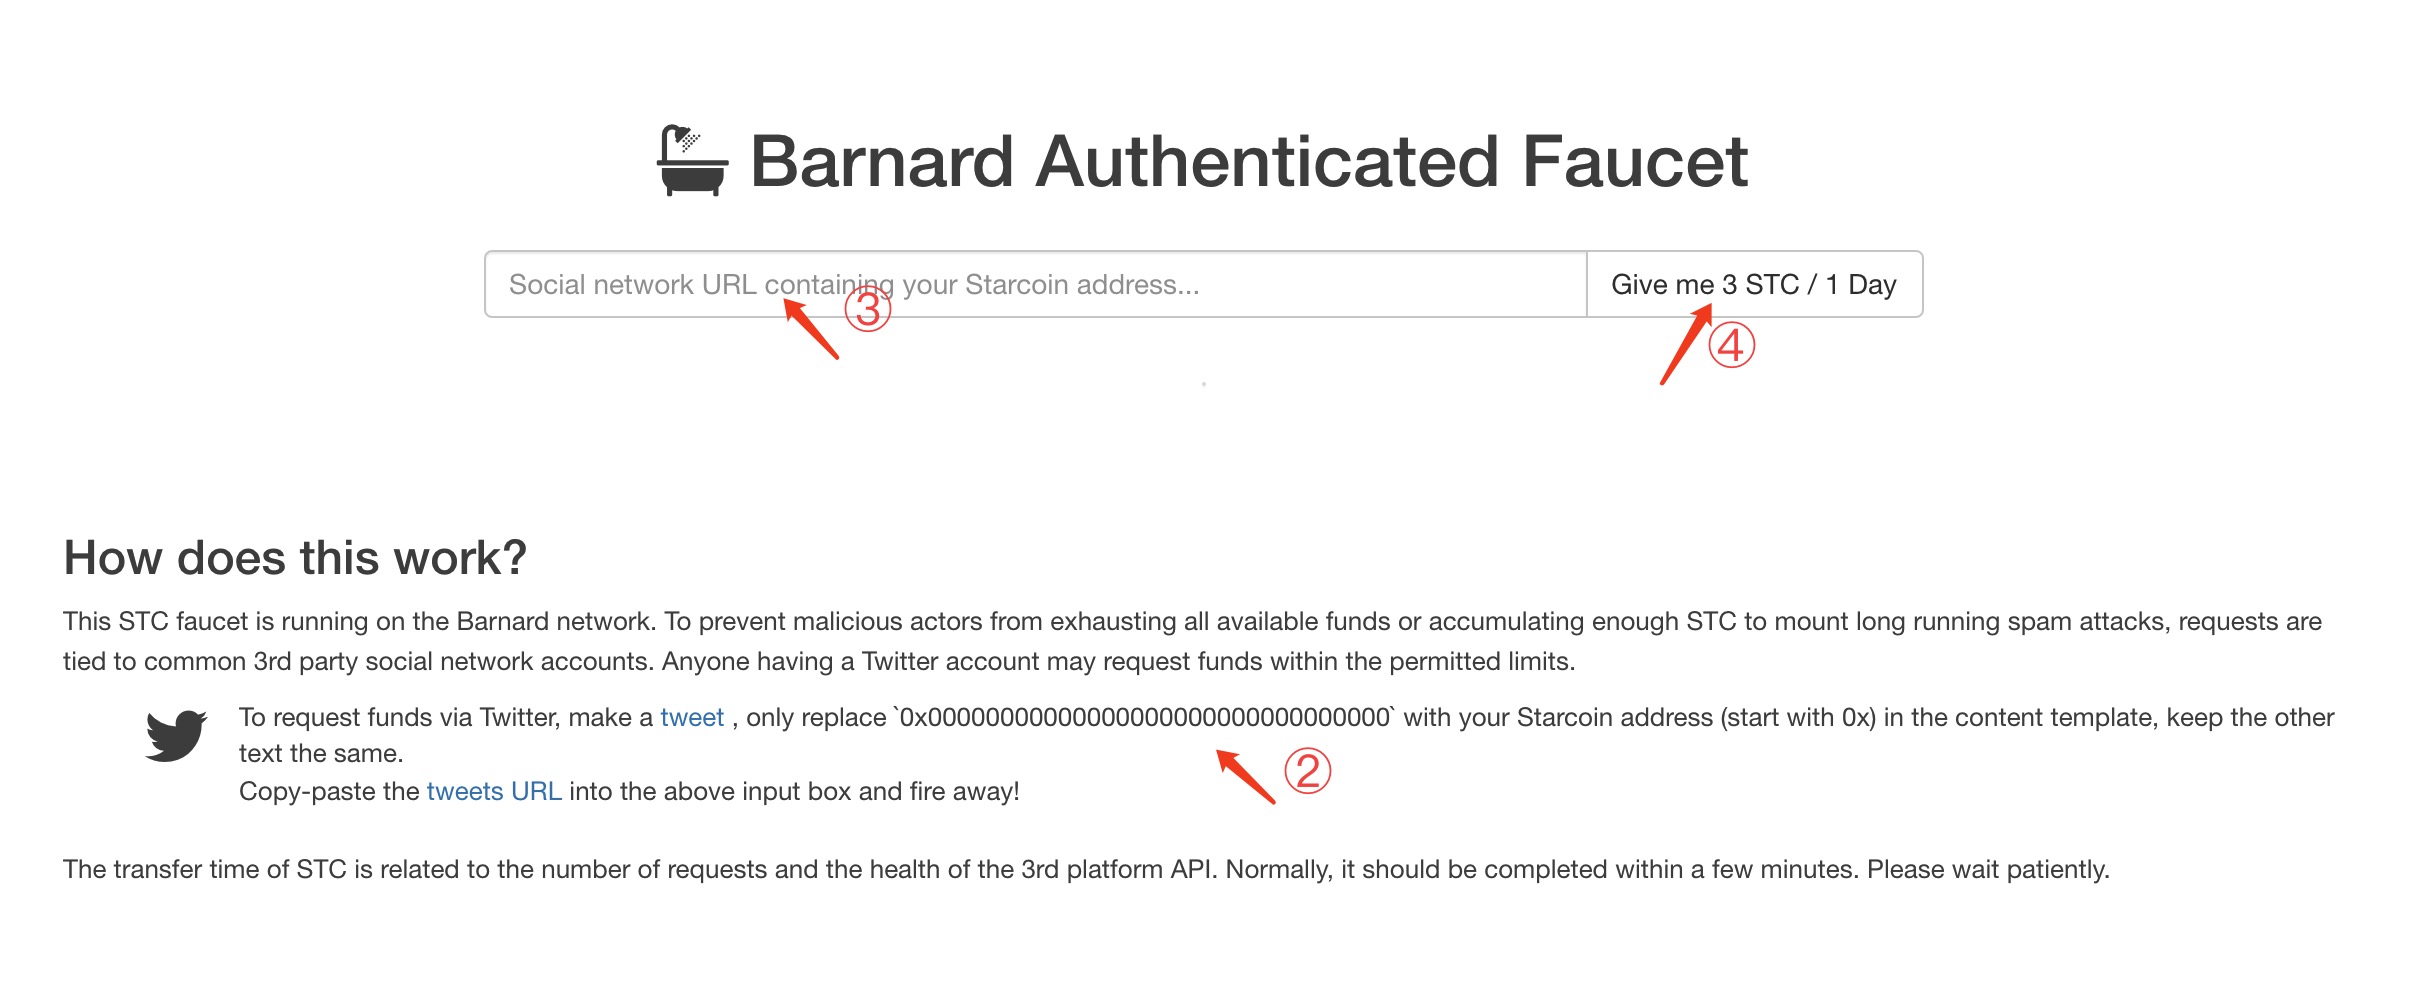 Barnard Authenticated Faucet
Social network URL containing your Starcoin address...
Give me 3 STC / 1 Day
③
④
How does this work?
This STC faucet is running on the Barnard network. To prevent malicious actors from exhausting all available funds or accumulating enough STC to mount long running spam attacks, requests are
tied to common 3rd party social network accounts. Anyone having a Twitter account may request funds within the permitted limits.
To request funds via Twitter, make a tweet , only replace `0x00000000000000000000000000000000` with your Starcoin address (start with 0x) in the content template, keep the other
text the same.
②
Copy-paste the tweets URL into the above input box and fire away!
The transfer time of STC is related to the number of requests and the health of the 3rd platform API. Normally, it should be completed within a few minutes. Please wait patiently.